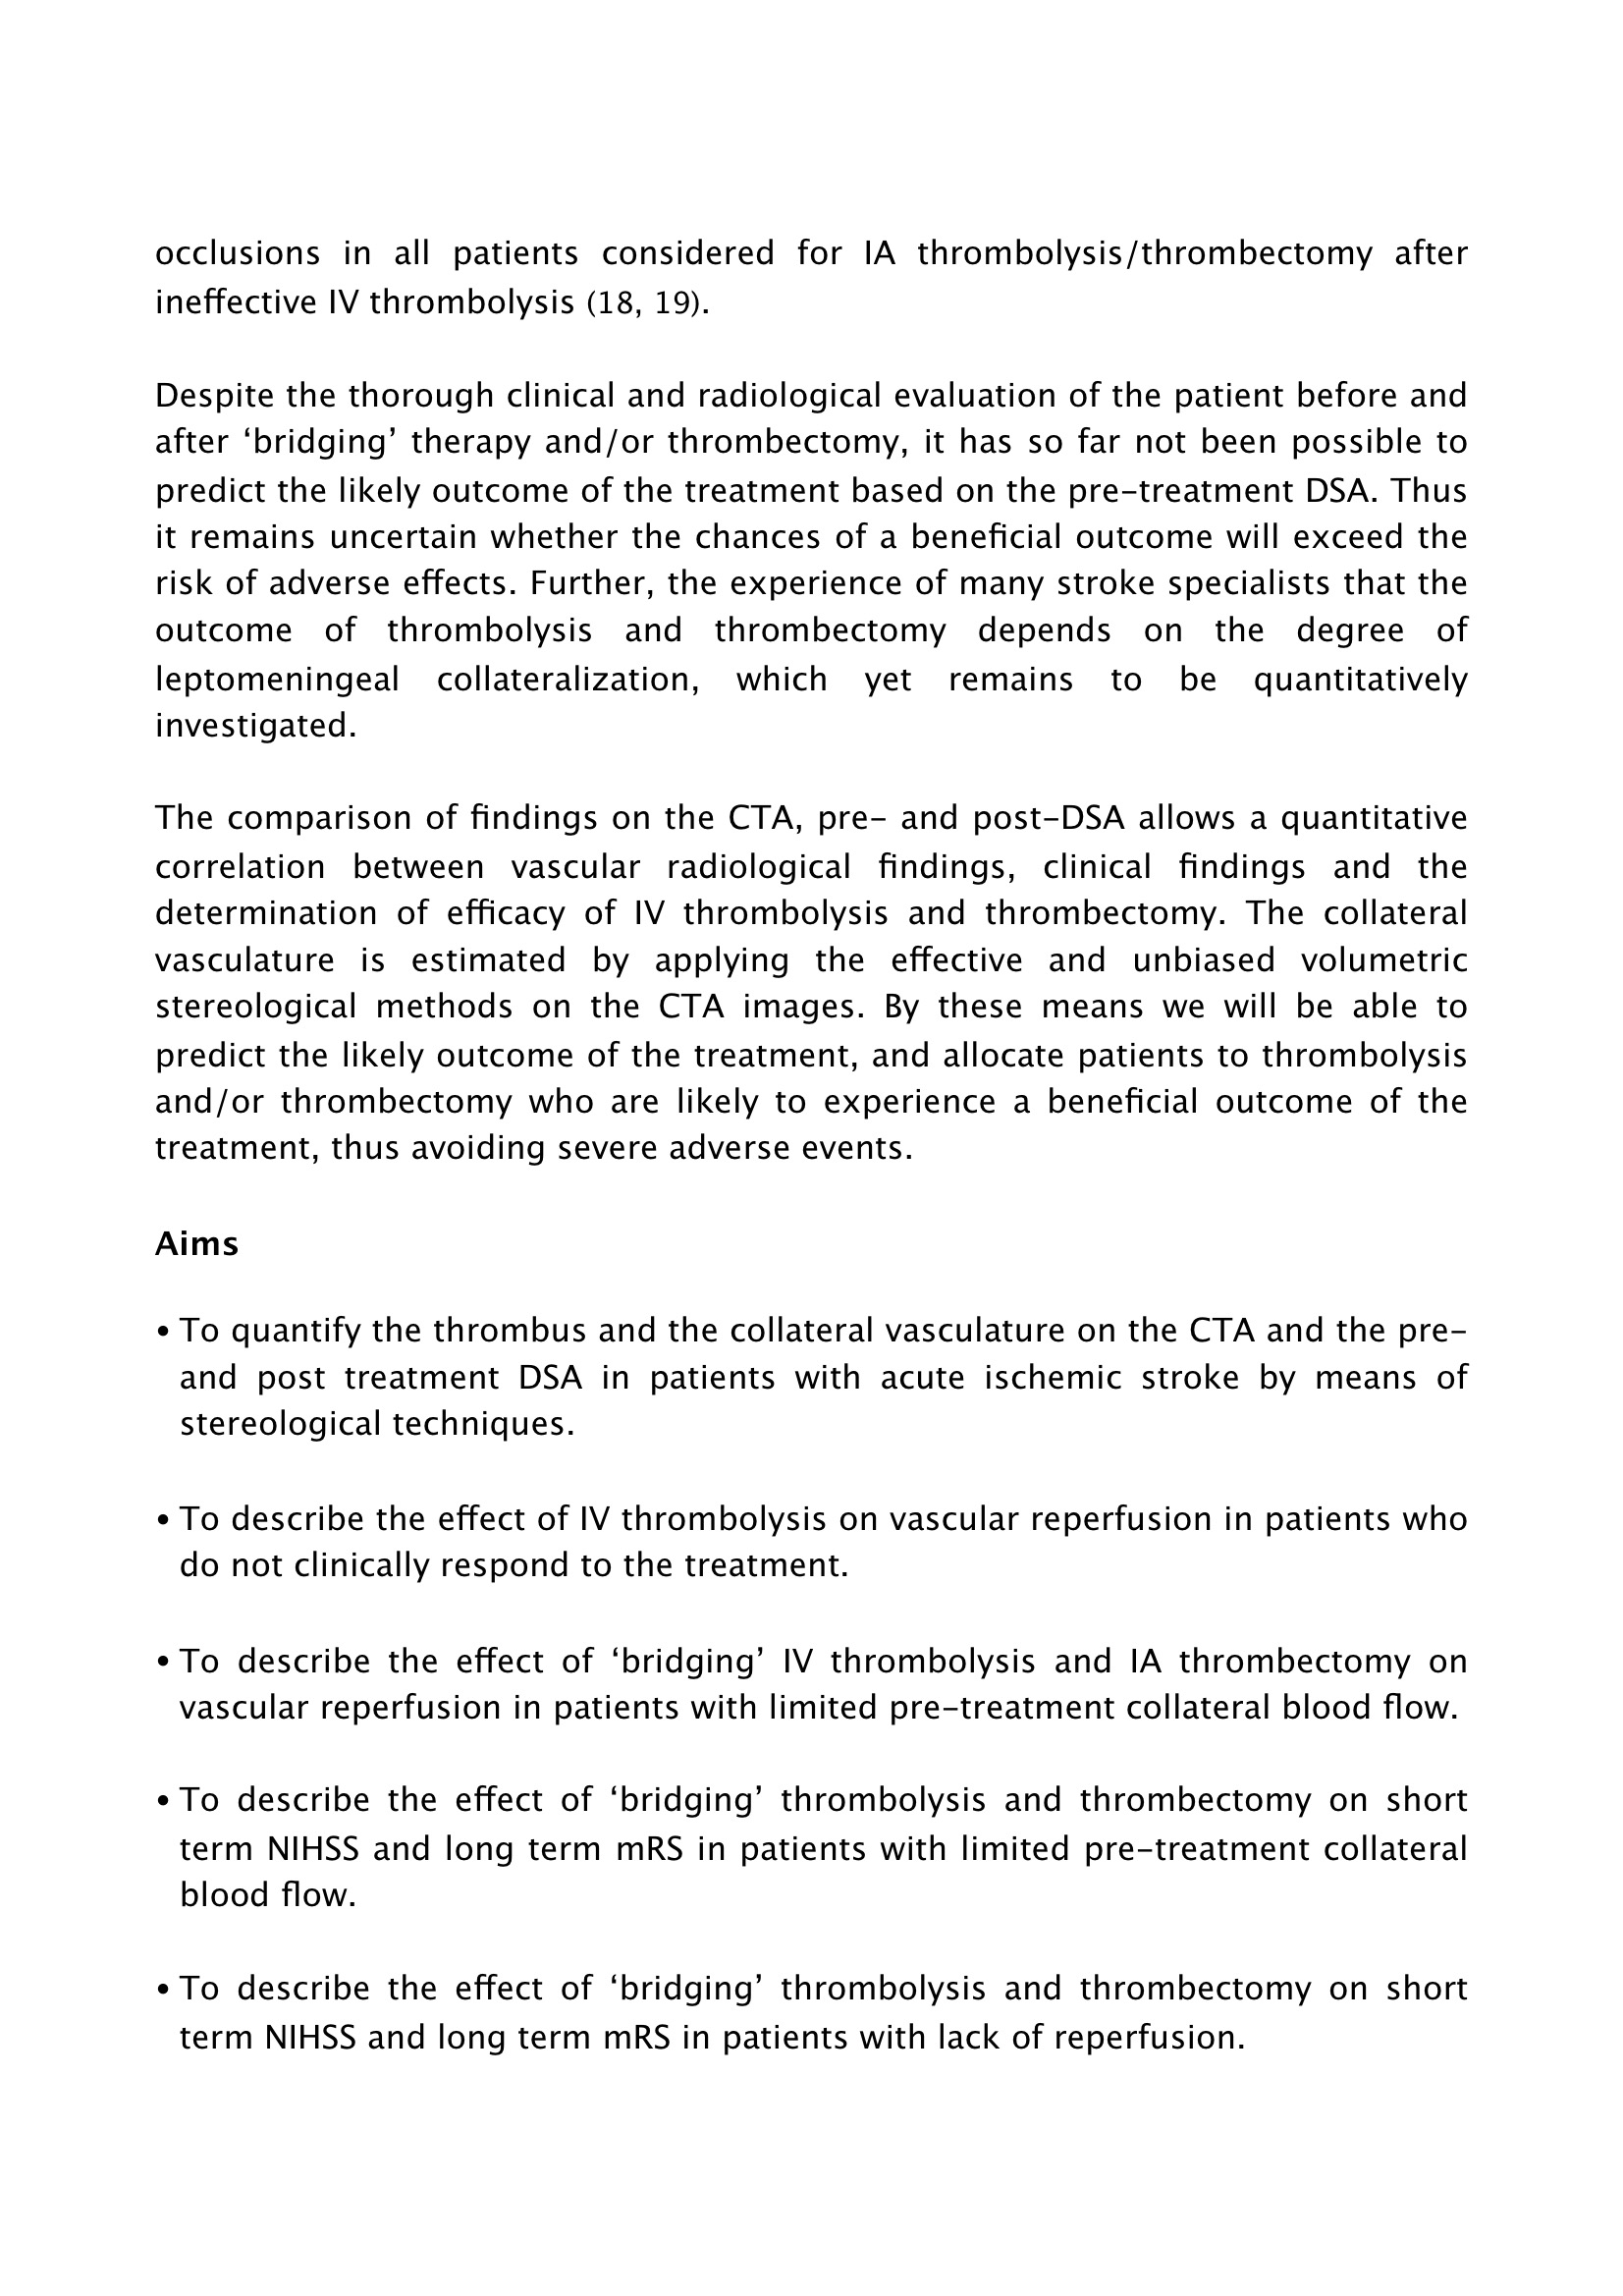 occlusions in all patients considered for IA thrombolysis/thrombectomy after
ineffective IV thrombolysis (18, 19).
Despite the thorough clinical and radiological evaluation of the patient before and
after ‘bridging’ therapy and/or thrombectomy, it has so far not been possible to
predict the likely outcome of the treatment based on the pre-treatment DSA. Thus
it remains uncertain whether the chances of a beneficial outcome will exceed the
risk of adverse effects. Further, the experience of many stroke specialists that the
outcome of thrombolysis and thrombectomy depends on the degree of
leptomeningeal collateralization, which yet remains to be quantitatively
investigated.
The comparison of findings on the CTA, pre- and post-DSA allows a quantitative
correlation between vascular radiological findings, clinical findings and the
determination of efficacy of IV thrombolysis and thrombectomy. The collateral
vasculature is estimated by applying the effective and unbiased volumetric
stereological methods on the CTA images. By these means we will be able to
predict the likely outcome of the treatment, and allocate patients to thrombolysis
and/or thrombectomy who are likely to experience a beneficial outcome of the
treatment, thus avoiding severe adverse events.
Aims
• To quantify the thrombus and the collateral vasculature on the CTA and the pre-
and post treatment DSA in patients with acute ischemic stroke by means of
stereological techniques.
• To describe the effect of IV thrombolysis on vascular reperfusion in patients who
do not clinically respond to the treatment.
• To describe the effect of ‘bridging’ IV thrombolysis and IA thrombectomy on
vascular reperfusion in patients with limited pre-treatment collateral blood flow.
• To describe the effect of ‘bridging’ thrombolysis and thrombectomy on short
term NIHSS and long term mRS in patients with limited pre-treatment collateral
blood flow.
• To describe the effect of ‘bridging’ thrombolysis and thrombectomy on short
term NIHSS and long term mRS in patients with lack of reperfusion.